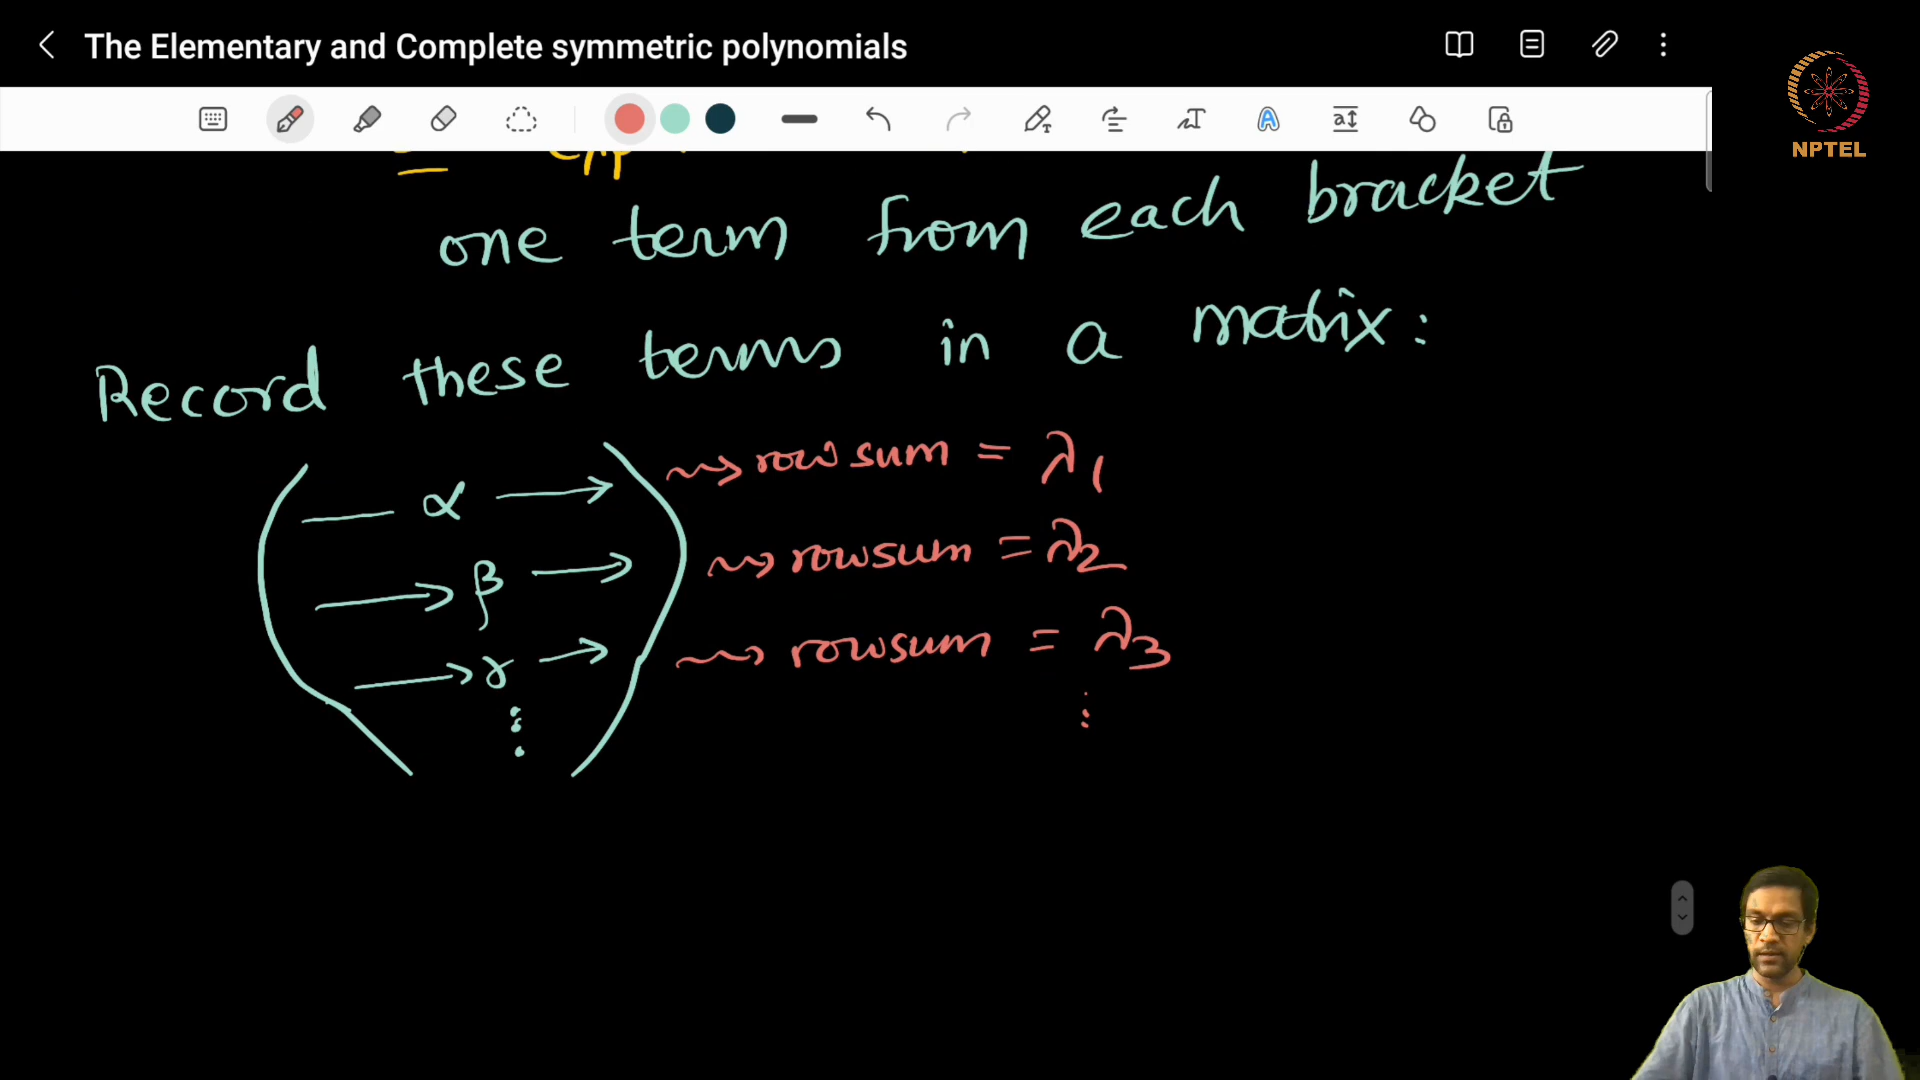 The Elementary and Complete symmetric polynomials
NPTEL
one term from each bracket
Record these terms in a matrix:
α → ⇝ row sum = λ1
→ β → ⇝ rowsum = λ2
→ γ → ⇝ rowsum = λ3
⋮ ⋮